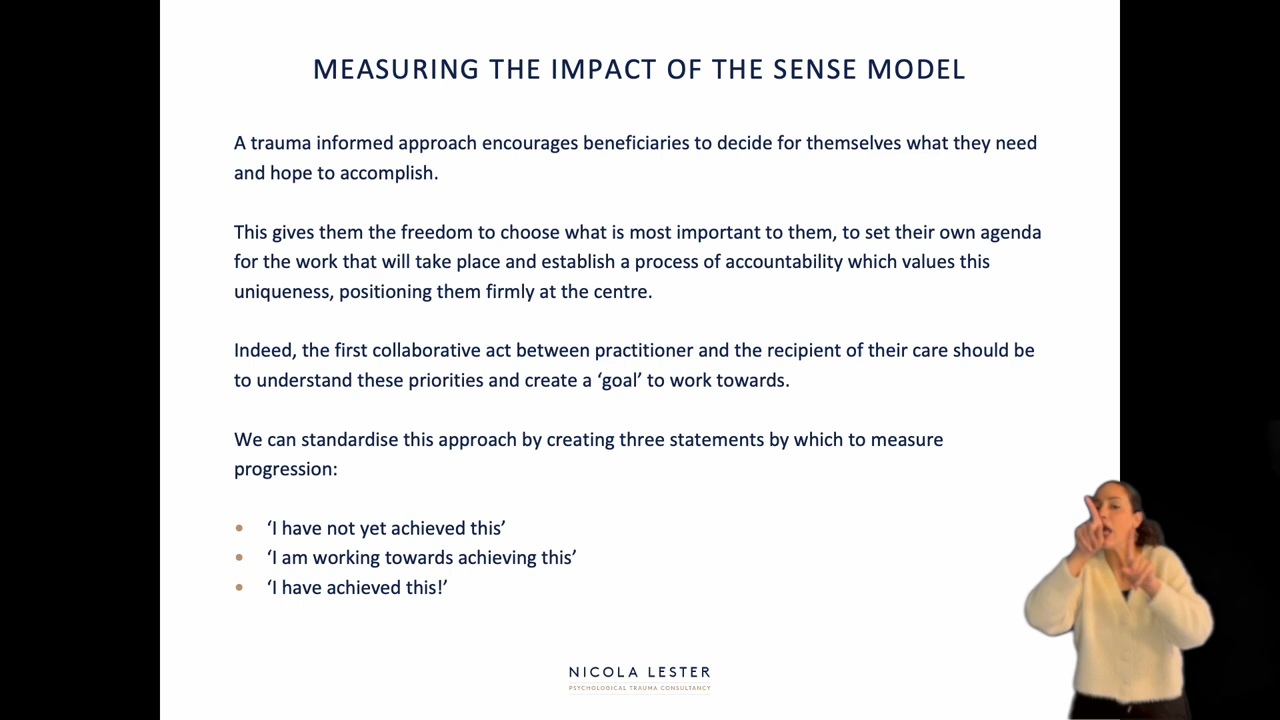 MEASURING THE IMPACT OF THE SENSE MODEL
A trauma informed approach encourages beneficiaries to decide for themselves what they need
and hope to accomplish.
This gives them the freedom to choose what is most important to them, to set their own agenda
for the work that will take place and establish a process of accountability which values this
uniqueness, positioning them firmly at the centre.
Indeed, the first collaborative act between practitioner and the recipient of their care should be
to understand these priorities and create a ‘goal’ to work towards.
We can standardise this approach by creating three statements by which to measure
progression:
• ‘I have not yet achieved this’
• ‘I am working towards achieving this’
• ‘I have achieved this!’
NICOLA LESTER
PSYCHOLOGICAL TRAUMA CONSULTANCY